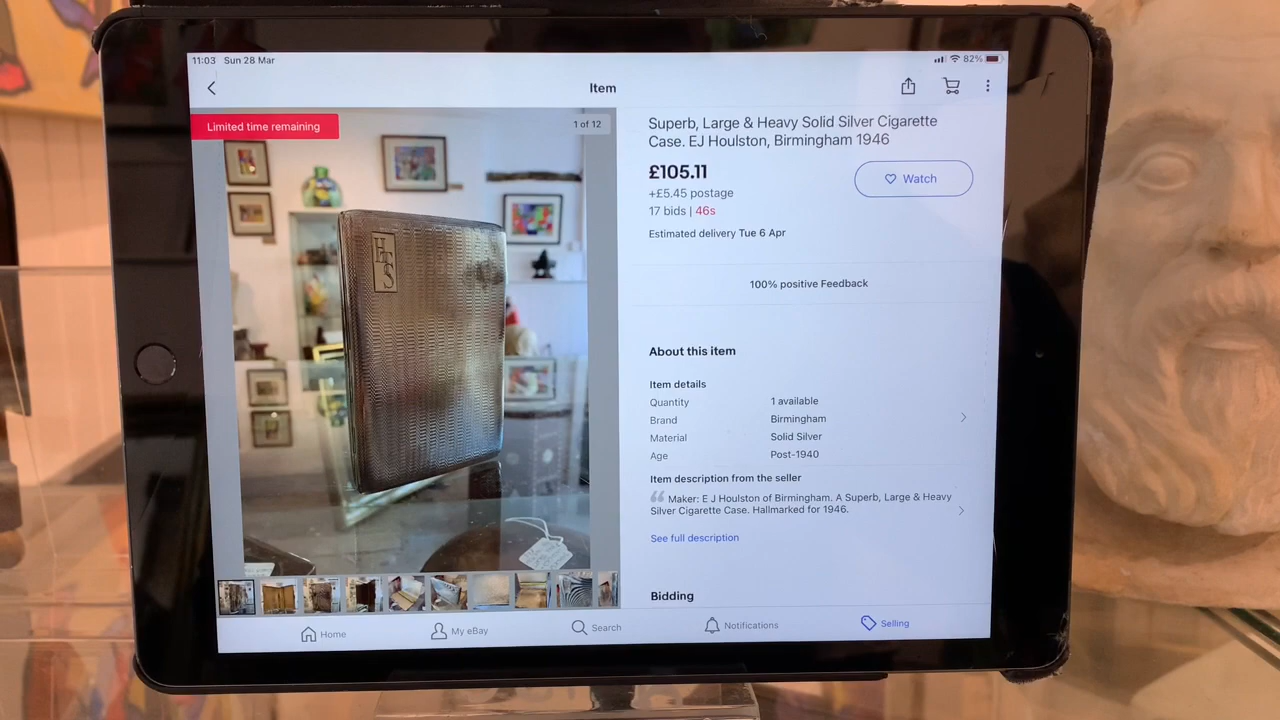 11:03 Sun 28 Mar
82%
Item
Limited time remaining
1 of 12
HTS
Superb, Large & Heavy Solid Silver Cigarette
Case. EJ Houlston, Birmingham 1946
£105.11
+£5.45 postage
Watch
17 bids | 46s
Estimated delivery Tue 6 Apr
100% positive Feedback
About this item
Item details
Quantity 1 available
Brand Birmingham
Material Solid Silver
Age Post-1940
Item description from the seller
“ Maker: E J Houlston of Birmingham. A Superb, Large & Heavy
Silver Cigarette Case. Hallmarked for 1946.
See full description
Bidding
Home My eBay Search Notifications Selling